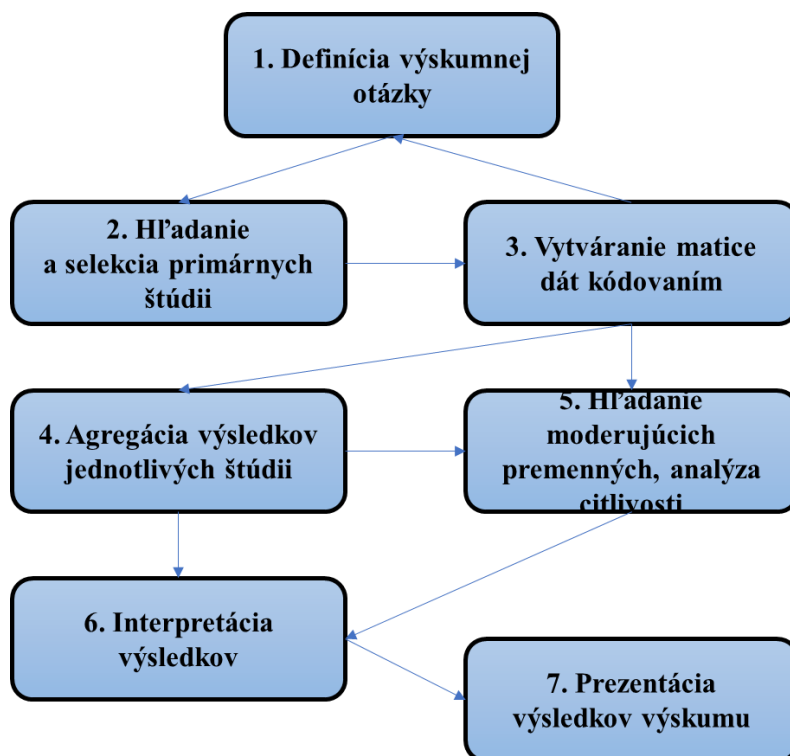 1. Definícia výskumnej
otázky
2. Hľadanie
a selekcia primárnych
štúdii
3. Vytváranie matice
dát kódovaním
4. Agregácia výsledkov
jednotlivých štúdii
5. Hľadanie
moderujúcich
premenných, analýza
citlivosti
6. Interpretácia
výsledkov
7. Prezentácia
výsledkov výskumu